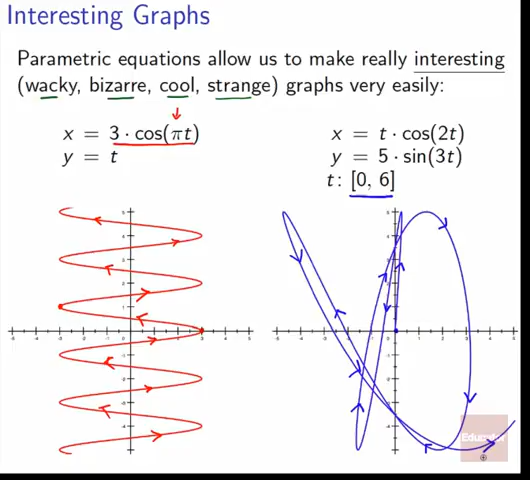 Interesting Graphs
Parametric equations allow us to make really interesting
(wacky, bizarre, cool, strange) graphs very easily:
x = 3 · cos(πt)
y = t
x = t · cos(2t)
y = 5 · sin(3t)
t: [0, 6]